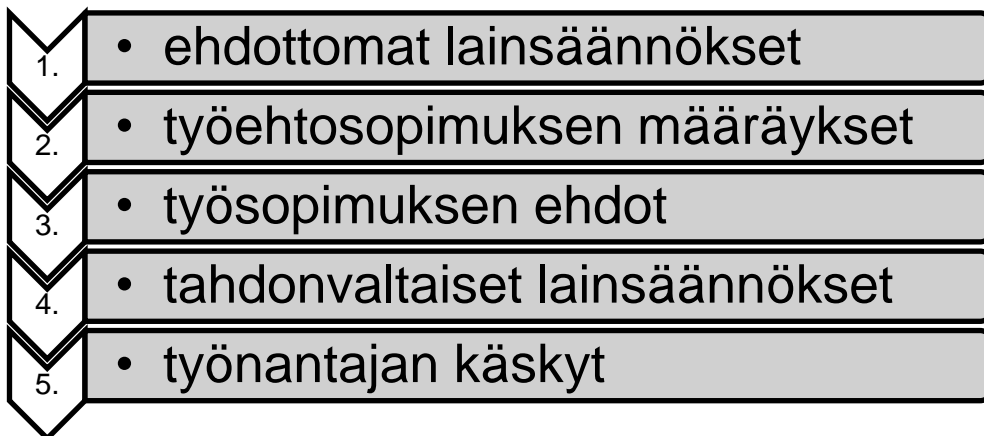 1. • ehdottomat lainsäännökset
2. • työehtosopimuksen määräykset
3. • työsopimuksen ehdot
4. • tahdonvaltaiset lainsäännökset
5. • työnantajan käskyt